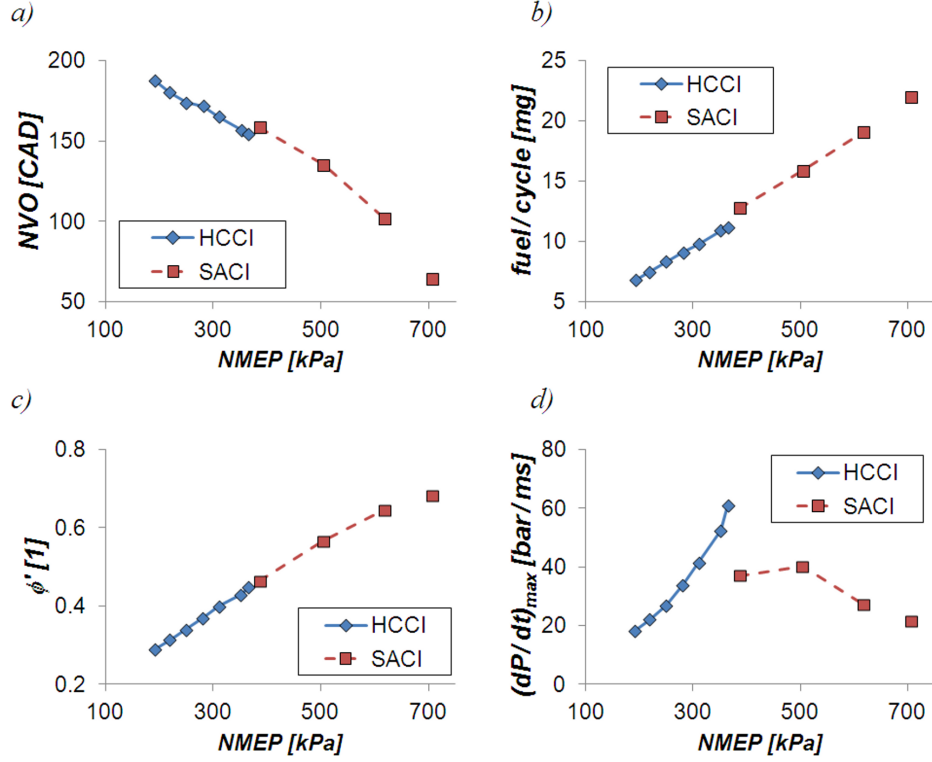 a)
200
150
100
50
NVO [CAD]
HCCI
SACI
100 300 500 700
NMEP [kPa]
b)
25
20
15
10
5
fuel / cycle [mg]
HCCI
SACI
100 300 500 700
NMEP [kPa]
c)
0.8
0.6
0.4
0.2
ϕ' [1]
HCCI
SACI
100 300 500 700
NMEP [kPa]
d)
80
60
40
20
0
(dP / dt)max [bar / ms]
HCCI
SACI
100 300 500 700
NMEP [kPa]